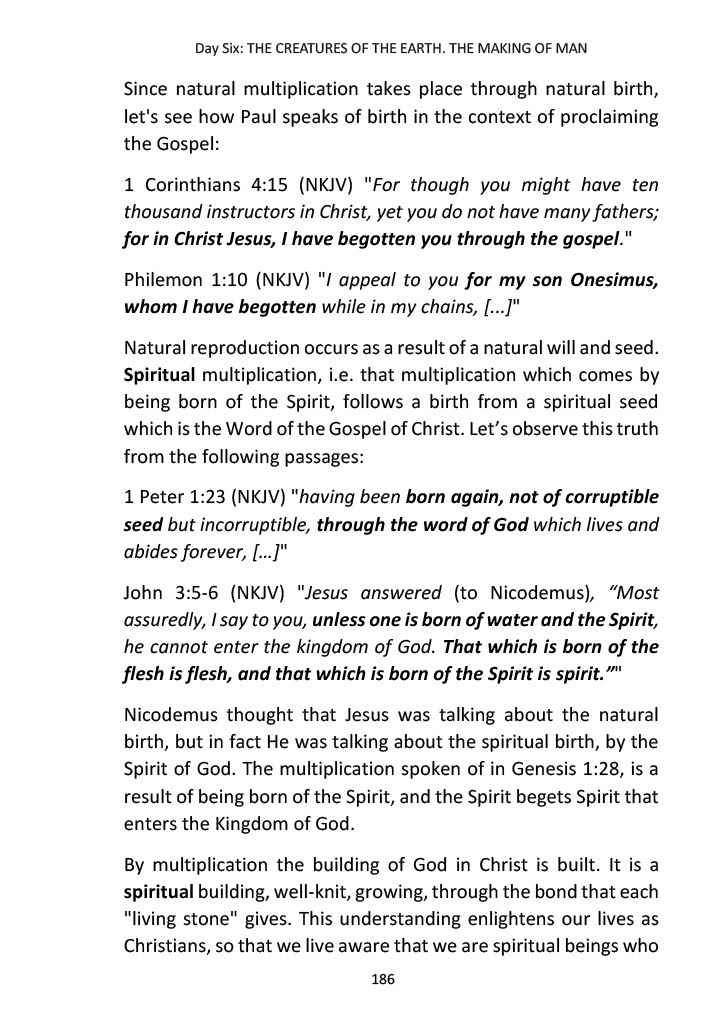 Day Six: THE CREATURES OF THE EARTH. THE MAKING OF MAN
Since natural multiplication takes place through natural birth,
let's see how Paul speaks of birth in the context of proclaiming
the Gospel:
1 Corinthians 4:15 (NKJV) "For though you might have ten
thousand instructors in Christ, yet you do not have many fathers;
for in Christ Jesus, I have begotten you through the gospel."
Philemon 1:10 (NKJV) "I appeal to you for my son Onesimus,
whom I have begotten while in my chains, [...]"
Natural reproduction occurs as a result of a natural will and seed.
Spiritual multiplication, i.e. that multiplication which comes by
being born of the Spirit, follows a birth from a spiritual seed
which is the Word of the Gospel of Christ. Let’s observe this truth
from the following passages:
1 Peter 1:23 (NKJV) "having been born again, not of corruptible
seed but incorruptible, through the word of God which lives and
abides forever, […]"
John 3:5-6 (NKJV) "Jesus answered (to Nicodemus), “Most
assuredly, I say to you, unless one is born of water and the Spirit,
he cannot enter the kingdom of God. That which is born of the
flesh is flesh, and that which is born of the Spirit is spirit.”"
Nicodemus thought that Jesus was talking about the natural
birth, but in fact He was talking about the spiritual birth, by the
Spirit of God. The multiplication spoken of in Genesis 1:28, is a
result of being born of the Spirit, and the Spirit begets Spirit that
enters the Kingdom of God.
By multiplication the building of God in Christ is built. It is a
spiritual building, well-knit, growing, through the bond that each
"living stone" gives. This understanding enlightens our lives as
Christians, so that we live aware that we are spiritual beings who
186